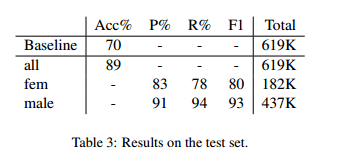 Acc% P% R% F1 Total
Baseline 70 - - - 619K
all 89 - - - 619K
fem - 83 78 80 182K
male - 91 94 93 437K
Table 3: Results on the test set.